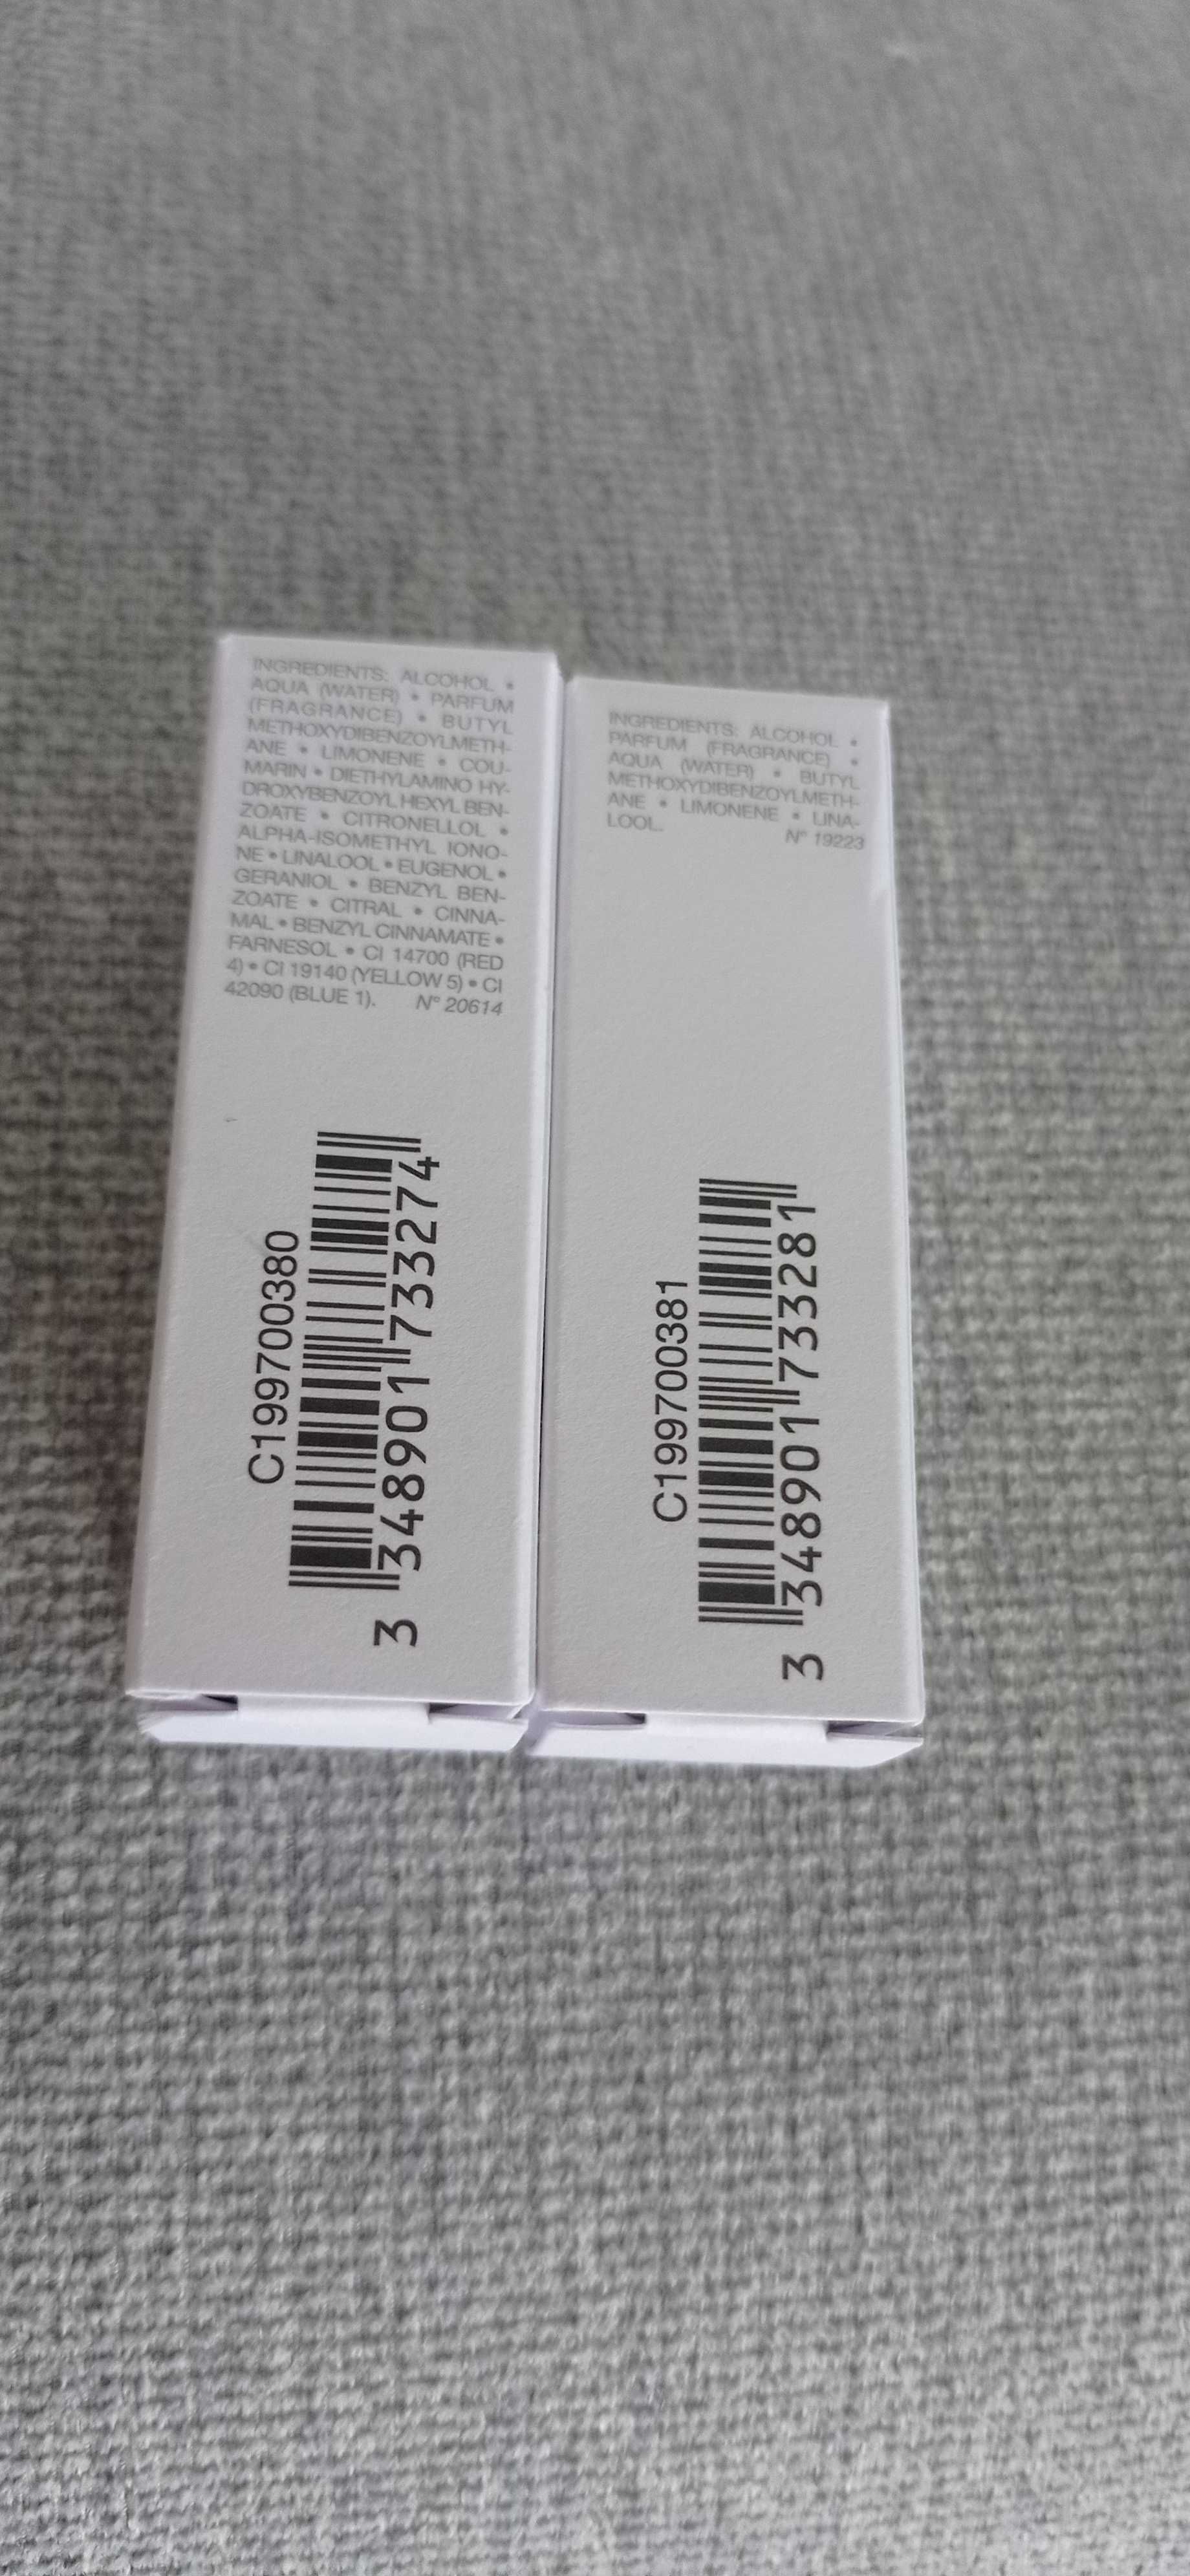 INGREDIENTS: ALCOHOL •
AQUA (WATER) • PARFUM
(FRAGRANCE) • BUTYL
METHOXYDIBENZOYLMETH-
ANE • LIMONENE • COU-
MARIN • DIETHYLAMINO HY-
DROXYBENZOYL HEXYL BEN-
ZOATE • CITRONELLOL •
ALPHA-ISOMETHYL IONO-
NE • LINALOOL • EUGENOL •
GERANIOL • BENZYL BEN-
ZOATE • CITRAL • CINNA-
MAL • BENZYL CINNAMATE •
FARNESOL • CI 14700 (RED
4) • CI 19140 (YELLOW 5) • CI
42090 (BLUE 1). N° 20614
C199700380
3 348901 733274
INGREDIENTS: ALCOHOL •
PARFUM (FRAGRANCE) •
AQUA (WATER) • BUTYL
METHOXYDIBENZOYLMETH-
ANE • LIMONENE • LINA-
LOOL. N° 19223
C199700381
3 348901 733281